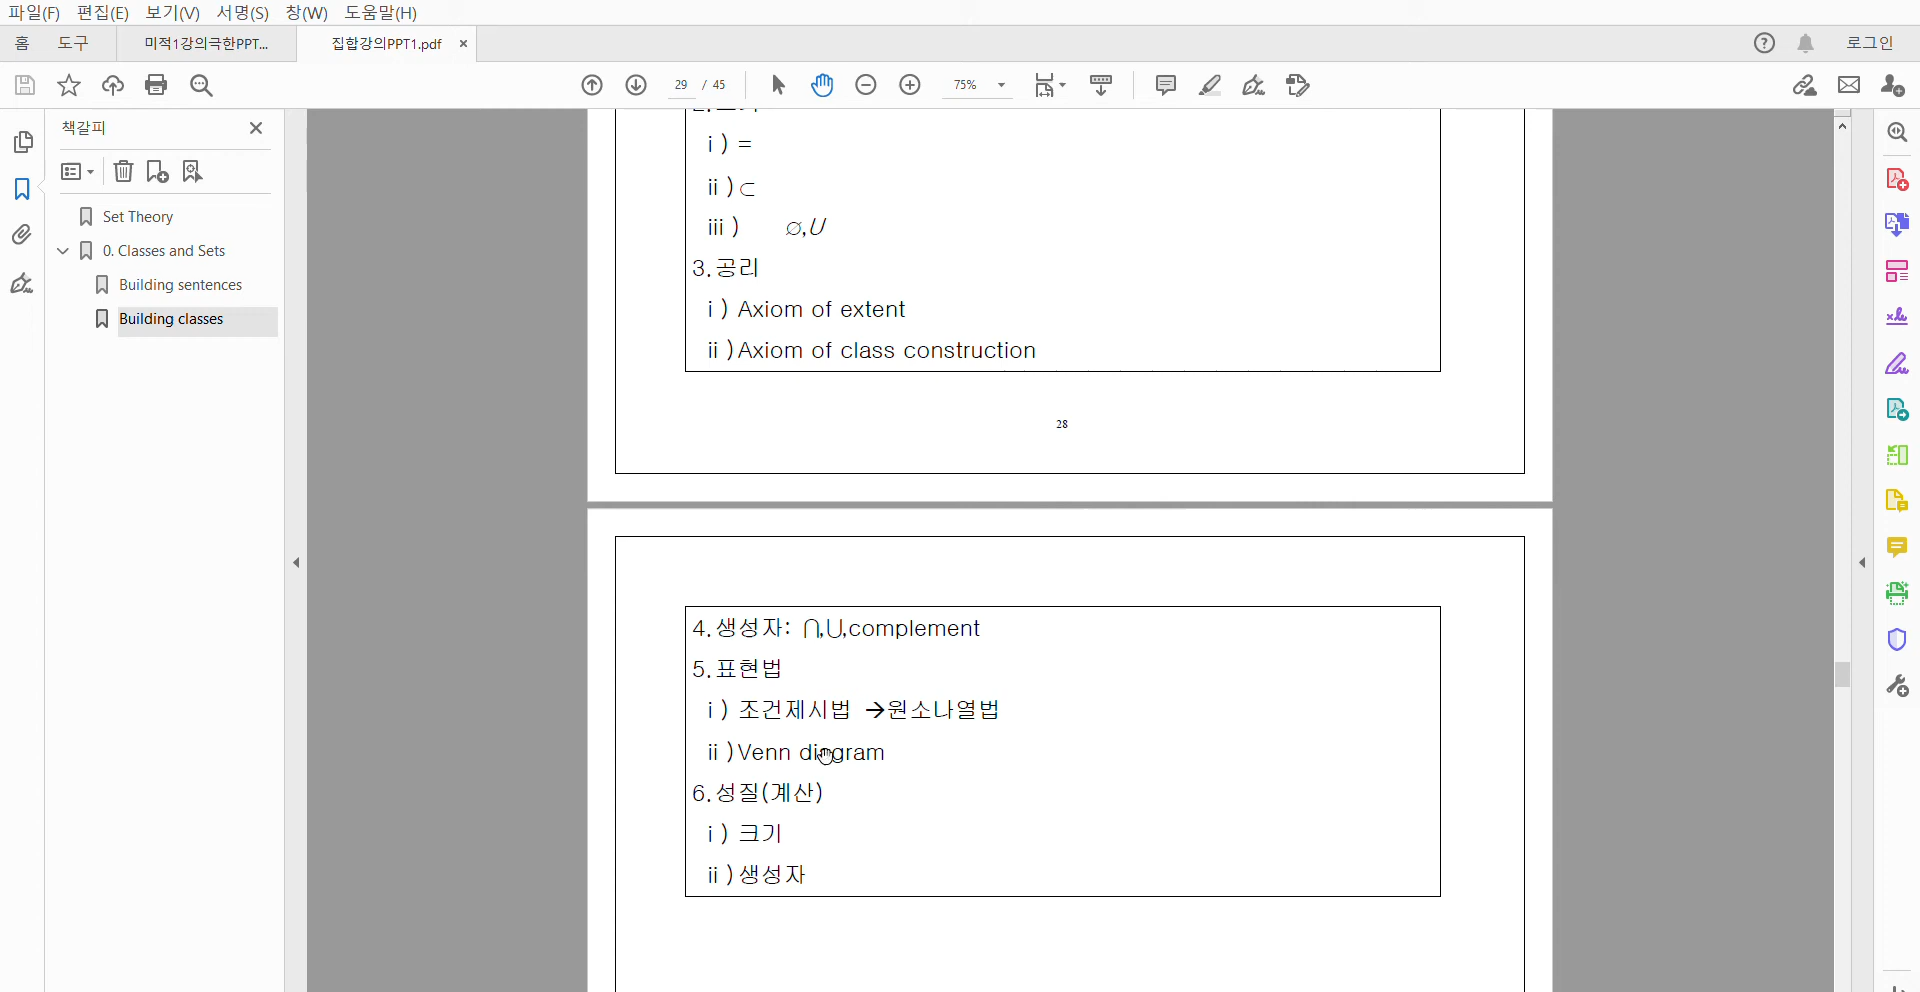 파일(F) 편집(E) 보기(V) 서명(S) 창(W) 도움말(H)
홈 도구 미적1강의극한PPT... 집합강의PPT1.pdf × 로그인
29 / 45 75%
책갈피
Set Theory
0. Classes and Sets
Building sentences
Building classes
ⅰ) =
ⅱ)⊂
ⅲ) ∅,U
3.공리
ⅰ) Axiom of extent
ⅱ)Axiom of class construction
28
4.생성자: ∩,∪,complement
5.표현법
ⅰ) 조건제시법 →원소나열법
ⅱ)Venn diagram
6.성질(계산)
ⅰ) 크기
ⅱ)생성자